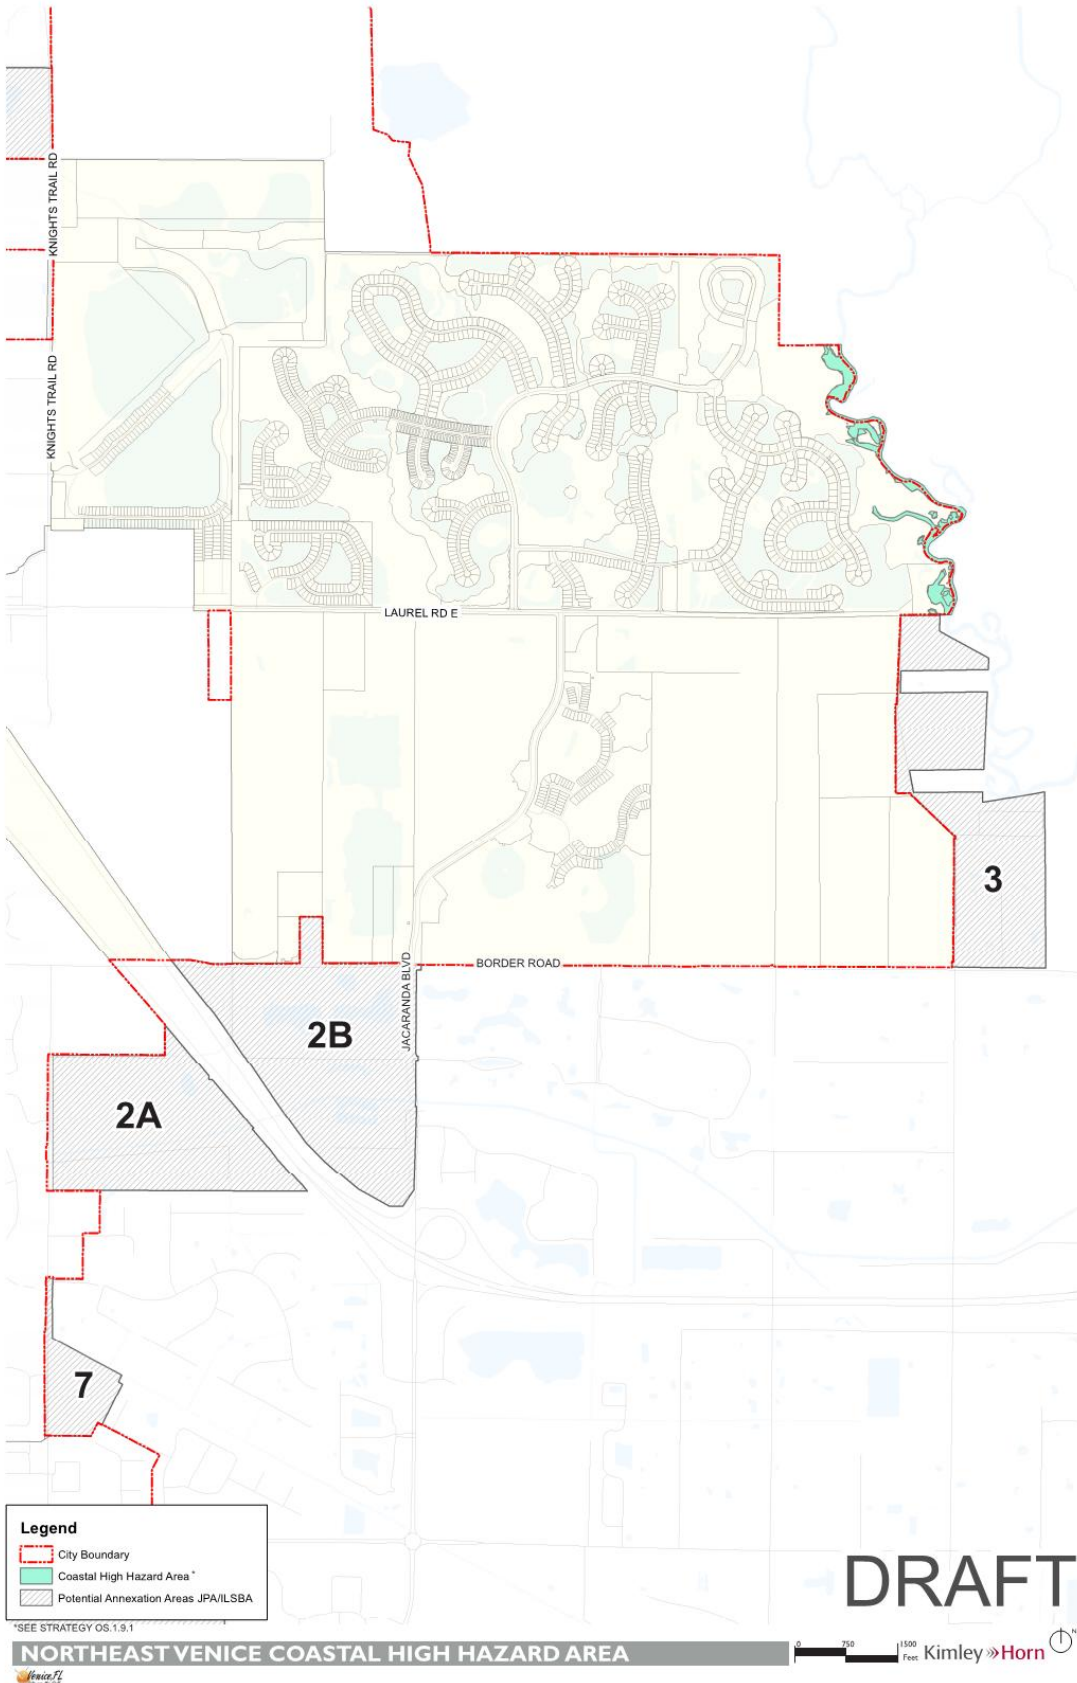 KNIGHTS TRAIL RD
KNIGHTS TRAIL RD
LAUREL RD E
3
BORDER ROAD
JACARANDA BLVD
2B
2A
7
Legend
City Boundary
Coastal High Hazard Area *
Potential Annexation Areas JPA/ILSBA
*SEE STRATEGY OS.1.9.1
DRAFT
NORTHEAST VENICE COASTAL HIGH HAZARD AREA
0 750 1500
Feet
Kimley»Horn
N
Venice FL